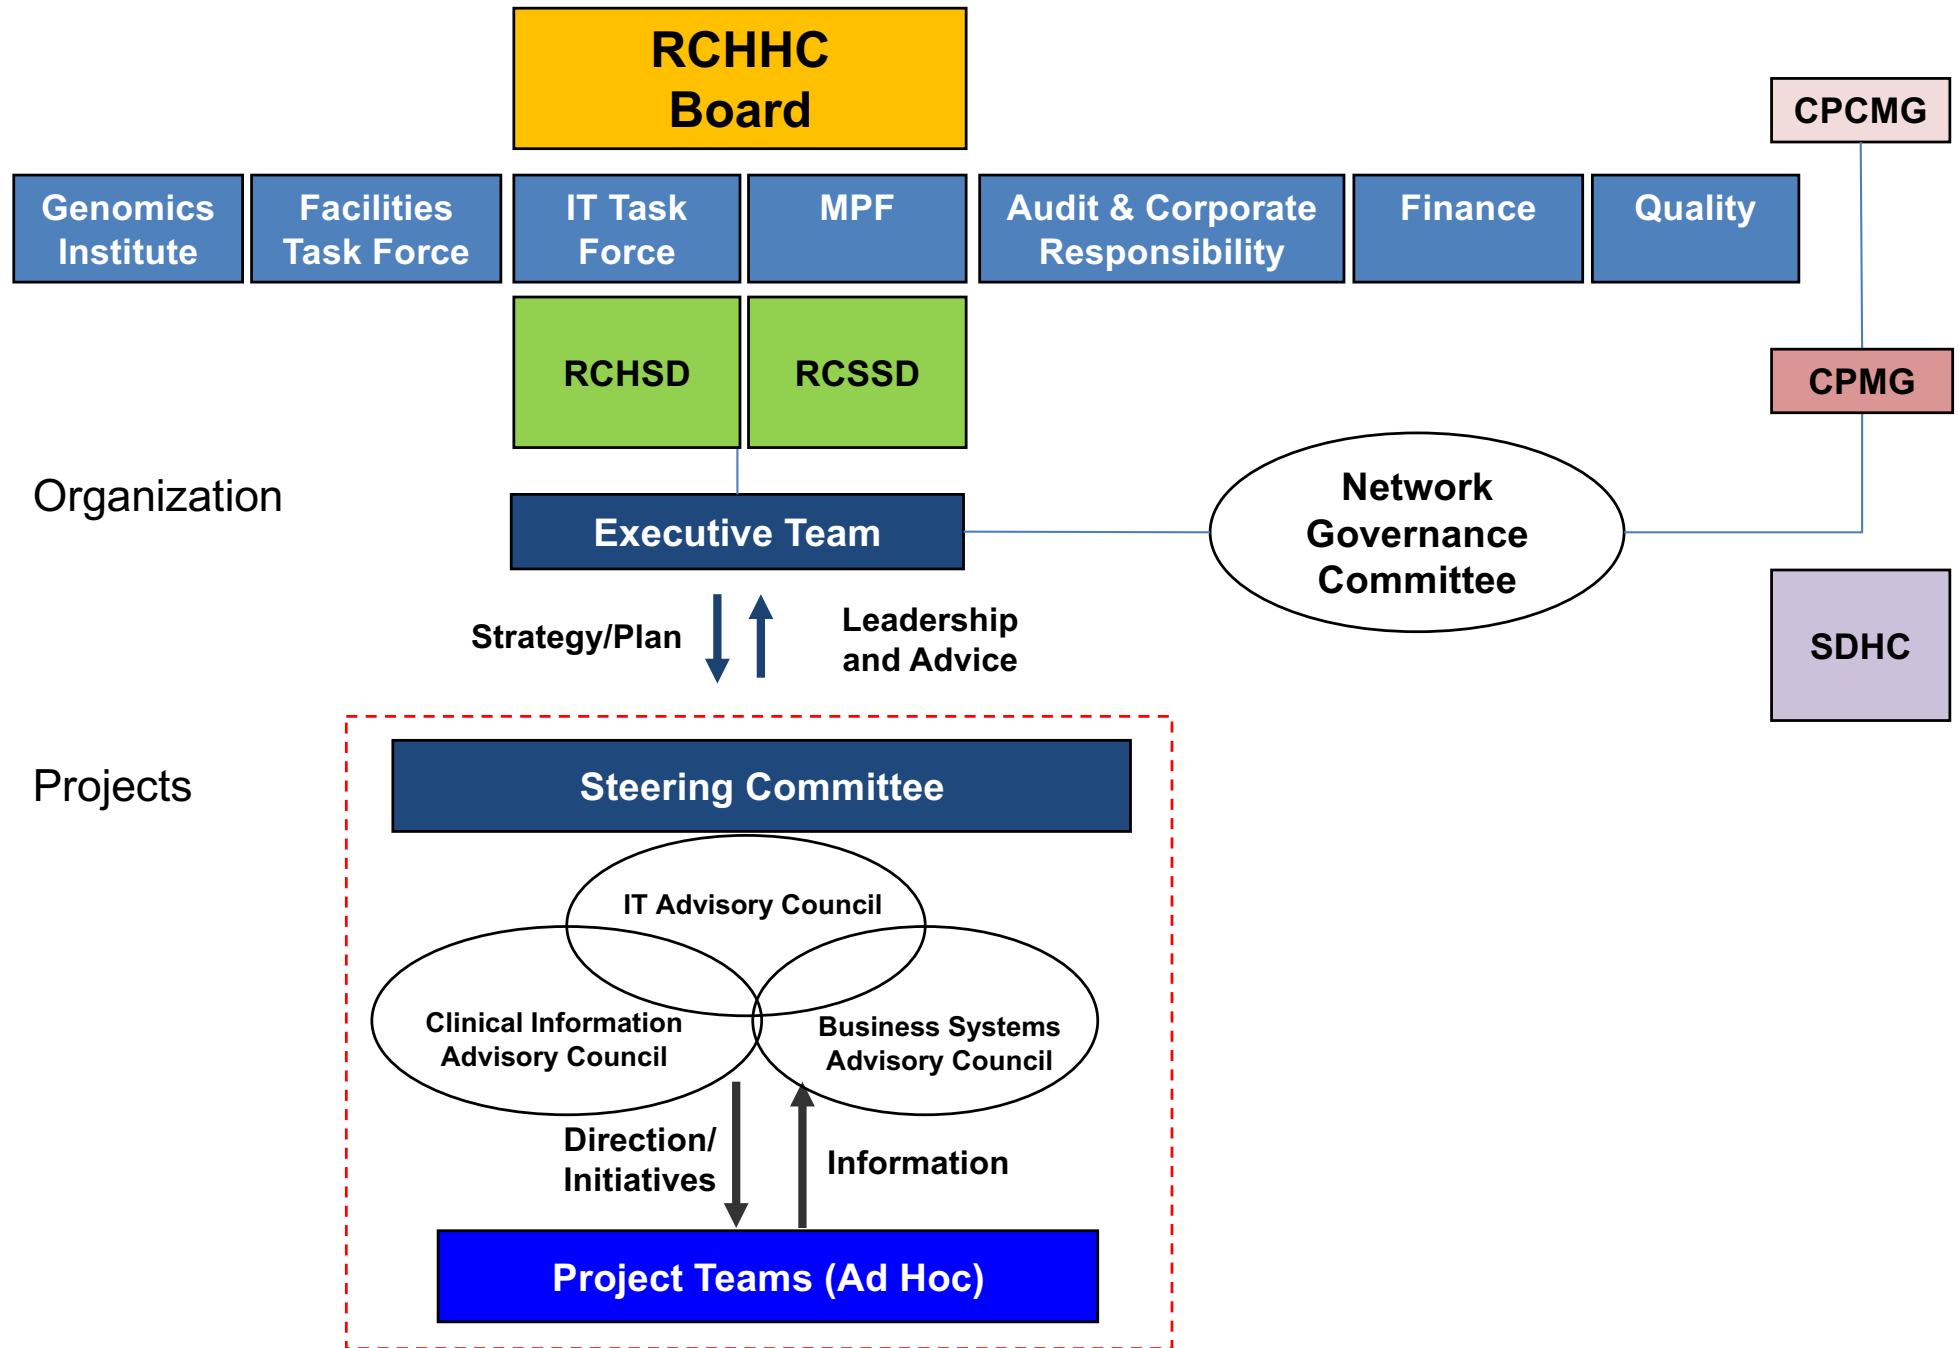 RCHHC
Board
CPCMG
Genomics
Institute
Facilities
Task Force
IT Task
Force
MPF
Audit & Corporate
Responsibility
Finance
Quality
RCHSD
RCSSD
CPMG
Organization
Executive Team
Network
Governance
Committee
Strategy/Plan
Leadership
and Advice
SDHC
Projects
Steering Committee
IT Advisory Council
Clinical Information
Advisory Council
Business Systems
Advisory Council
Direction/
Initiatives
Information
Project Teams (Ad Hoc)